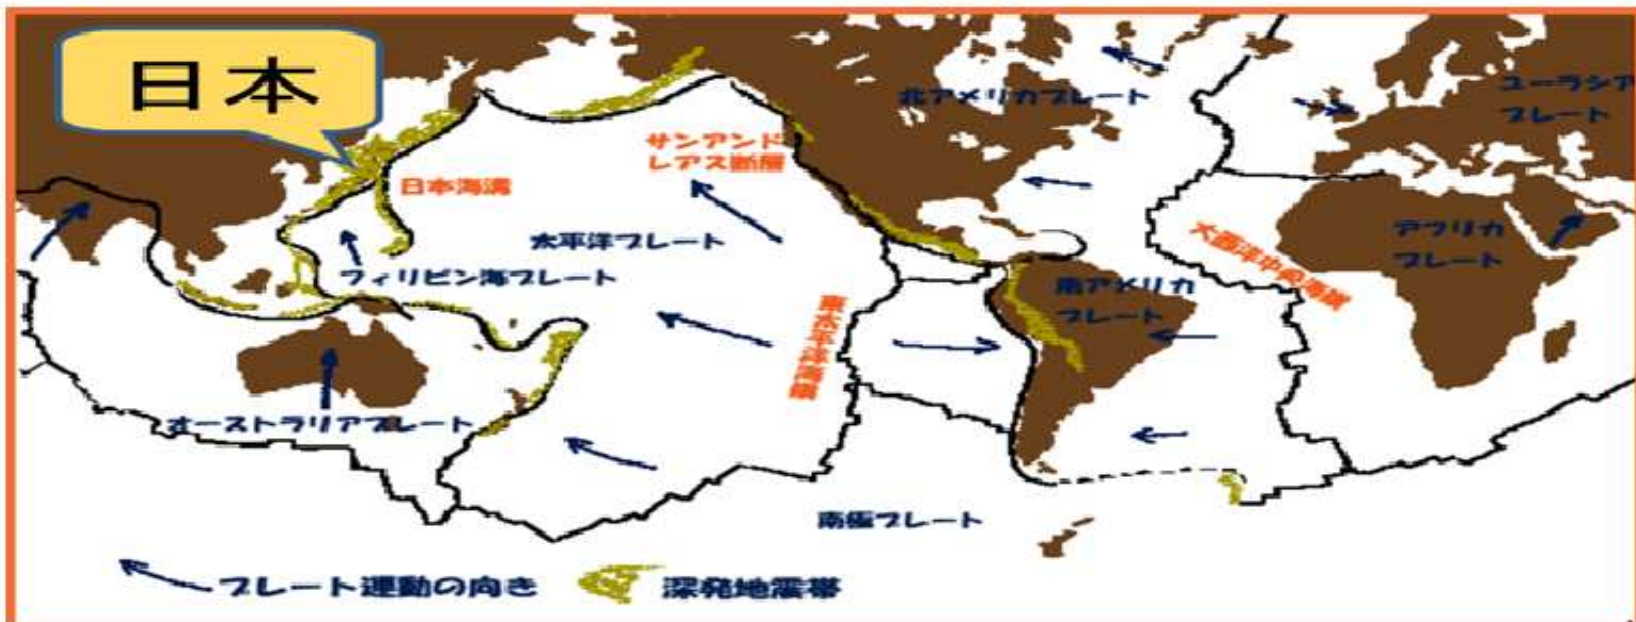 日本
北アメリカプレート
ユーラシア
プレート
サンアンド
レアス断層
日本海溝
太平洋プレート
フィリピン海プレート
大西洋中央海嶺
アフリカ
プレート
南アメリカ
プレート
東太平洋海嶺
オーストラリアプレート
南極プレート
プレート運動の向き
深発地震帯